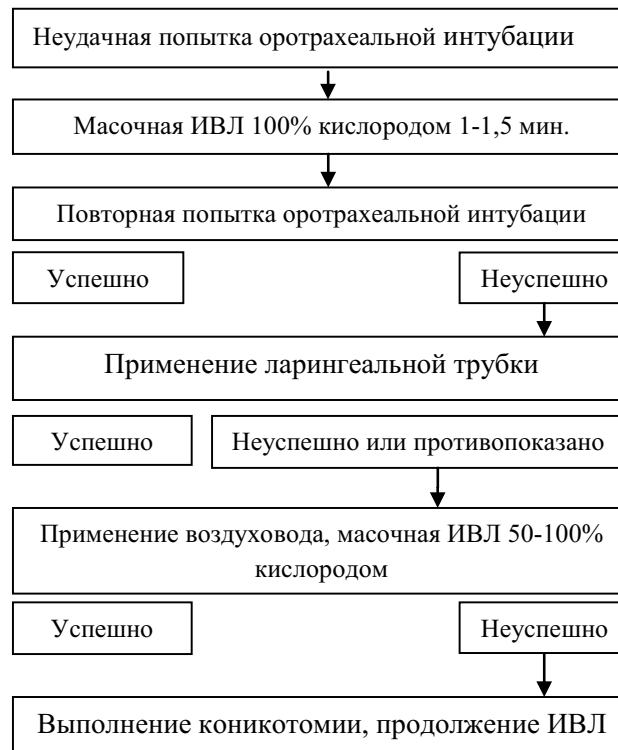 Неудачная попытка оротрахеальной интубации
Масочная ИВЛ 100% кислородом 1-1,5 мин.
Повторная попытка оротрахеальной интубации
Успешно
Неуспешно
Применение ларингеальной трубки
Успешно
Неуспешно или противопоказано
Применение воздуховода, масочная ИВЛ 50-100%
кислородом
Успешно
Неуспешно
Выполнение коникотомии, продолжение ИВЛ